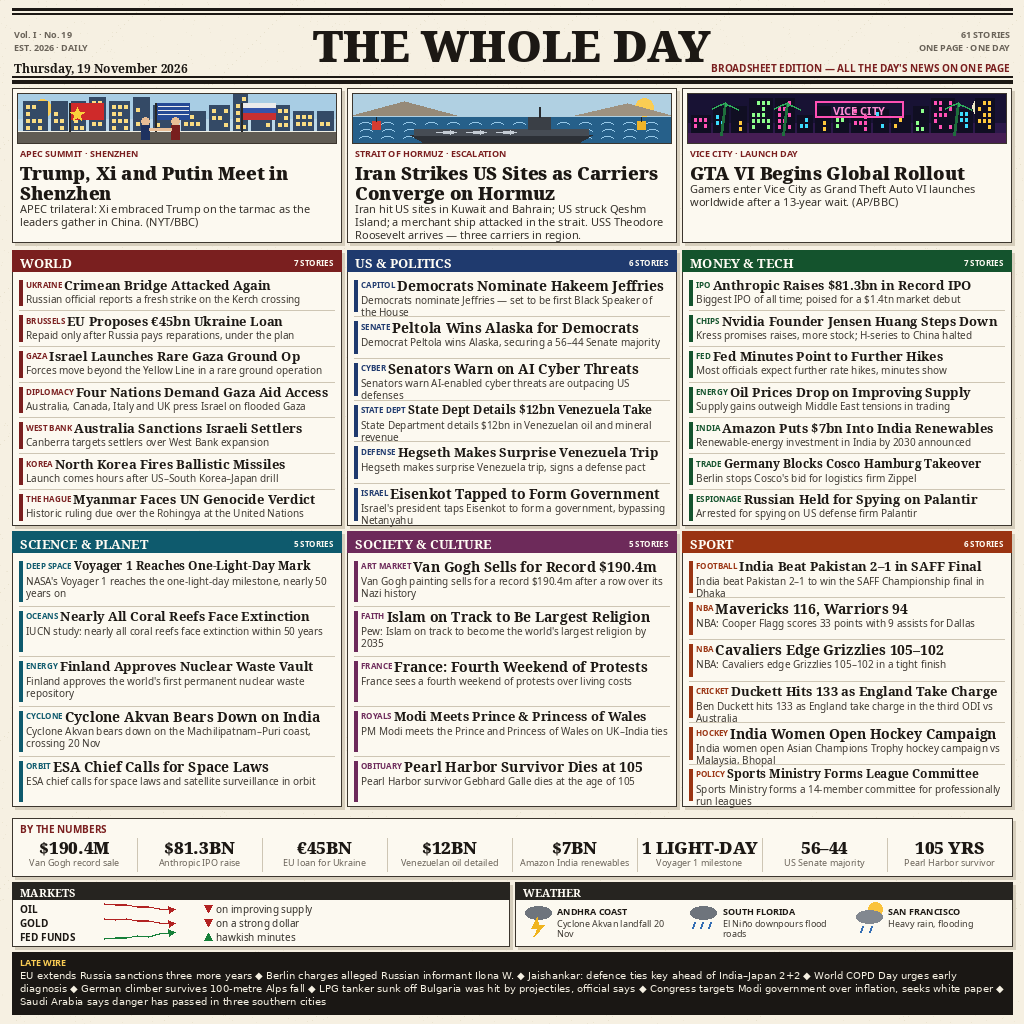 Vol. I · No. 19
EST. 2026 · DAILY
Thursday, 19 November 2026
THE WHOLE DAY
61 STORIES
ONE PAGE · ONE DAY
BROADSHEET EDITION — ALL THE DAY'S NEWS ON ONE PAGE
APEC SUMMIT · SHENZHEN
Trump, Xi and Putin Meet in
Shenzhen
APEC trilateral: Xi embraced Trump on the tarmac as the
leaders gather in China. (NYT/BBC)
STRAIT OF HORMUZ · ESCALATION
Iran Strikes US Sites as Carriers
Converge on Hormuz
Iran hit US sites in Kuwait and Bahrain; US struck Qeshm
Island; a merchant ship attacked in the strait. USS Theodore
Roosevelt arrives — three carriers in region.
VICE CITY
VICE CITY · LAUNCH DAY
GTA VI Begins Global Rollout
Gamers enter Vice City as Grand Theft Auto VI launches
worldwide after a 13-year wait. (AP/BBC)
WORLD 7 STORIES
UKRAINE Crimean Bridge Attacked Again
Russian official reports a fresh strike on the Kerch crossing
BRUSSELS EU Proposes €45bn Ukraine Loan
Repaid only after Russia pays reparations, under the plan
GAZA Israel Launches Rare Gaza Ground Op
Forces move beyond the Yellow Line in a rare ground operation
DIPLOMACY Four Nations Demand Gaza Aid Access
Australia, Canada, Italy and UK press Israel on flooded Gaza
WEST BANK Australia Sanctions Israeli Settlers
Canberra targets settlers over West Bank expansion
KOREA North Korea Fires Ballistic Missiles
Launch comes hours after US–South Korea–Japan drill
THE HAGUE Myanmar Faces UN Genocide Verdict
Historic ruling due over the Rohingya at the United Nations
US & POLITICS 6 STORIES
CAPITOL Democrats Nominate Hakeem Jeffries
Democrats nominate Jeffries — set to be first Black Speaker of
the House
SENATE Peltola Wins Alaska for Democrats
Democrat Peltola wins Alaska, securing a 56–44 Senate majority
CYBER Senators Warn on AI Cyber Threats
Senators warn AI-enabled cyber threats are outpacing US
defenses
STATE DEPT State Dept Details $12bn Venezuela Take
State Department details $12bn in Venezuelan oil and mineral
revenue
DEFENSE Hegseth Makes Surprise Venezuela Trip
Hegseth makes surprise Venezuela trip, signs a defense pact
ISRAEL Eisenkot Tapped to Form Government
Israel's president taps Eisenkot to form a government, bypassing
Netanyahu
MONEY & TECH 7 STORIES
IPO Anthropic Raises $81.3bn in Record IPO
Biggest IPO of all time; poised for a $1.4tn market debut
CHIPS Nvidia Founder Jensen Huang Steps Down
Kress promises raises, more stock; H-series to China halted
FED Fed Minutes Point to Further Hikes
Most officials expect further rate hikes, minutes show
ENERGY Oil Prices Drop on Improving Supply
Supply gains outweigh Middle East tensions in trading
INDIA Amazon Puts $7bn Into India Renewables
Renewable-energy investment in India by 2030 announced
TRADE Germany Blocks Cosco Hamburg Takeover
Berlin stops Cosco's bid for logistics firm Zippel
ESPIONAGE Russian Held for Spying on Palantir
Arrested for spying on US defense firm Palantir
SCIENCE & PLANET 5 STORIES
DEEP SPACE Voyager 1 Reaches One-Light-Day Mark
NASA's Voyager 1 reaches the one-light-day milestone, nearly 50
years on
OCEANS Nearly All Coral Reefs Face Extinction
IUCN study: nearly all coral reefs face extinction within 50 years
ENERGY Finland Approves Nuclear Waste Vault
Finland approves the world's first permanent nuclear waste
repository
CYCLONE Cyclone Akvan Bears Down on India
Cyclone Akvan bears down on the Machilipatnam–Puri coast,
crossing 20 Nov
ORBIT ESA Chief Calls for Space Laws
ESA chief calls for space laws and satellite surveillance in orbit
SOCIETY & CULTURE 5 STORIES
ART MARKET Van Gogh Sells for Record $190.4m
Van Gogh painting sells for a record $190.4m after a row over its
Nazi history
FAITH Islam on Track to Be Largest Religion
Pew: Islam on track to become the world's largest religion by
2035
FRANCE France: Fourth Weekend of Protests
France sees a fourth weekend of protests over living costs
ROYALS Modi Meets Prince & Princess of Wales
PM Modi meets the Prince and Princess of Wales on UK–India ties
OBITUARY Pearl Harbor Survivor Dies at 105
Pearl Harbor survivor Gebhard Galle dies at the age of 105
SPORT 6 STORIES
FOOTBALL India Beat Pakistan 2–1 in SAFF Final
India beat Pakistan 2–1 to win the SAFF Championship final in
Dhaka
NBA Mavericks 116, Warriors 94
NBA: Cooper Flagg scores 33 points with 9 assists for Dallas
NBA Cavaliers Edge Grizzlies 105–102
NBA: Cavaliers edge Grizzlies 105–102 in a tight finish
CRICKET Duckett Hits 133 as England Take Charge
Ben Duckett hits 133 as England take charge in the third ODI vs
Australia
HOCKEY India Women Open Hockey Campaign
India women open Asian Champions Trophy hockey campaign vs
Malaysia, Bhopal
POLICY Sports Ministry Forms League Committee
Sports Ministry forms a 14-member committee for professionally
run leagues
BY THE NUMBERS
$190.4M
Van Gogh record sale
$81.3BN
Anthropic IPO raise
€45BN
EU loan for Ukraine
$12BN
Venezuelan oil detailed
$7BN
Amazon India renewables
1 LIGHT-DAY
Voyager 1 milestone
56–44
US Senate majority
105 YRS
Pearl Harbor survivor
MARKETS
OIL ▼ on improving supply
GOLD ▼ on a strong dollar
FED FUNDS ▲ hawkish minutes
WEATHER
ANDHRA COAST
Cyclone Akvan landfall 20
Nov
SOUTH FLORIDA
El Niño downpours flood
roads
SAN FRANCISCO
Heavy rain, flooding
LATE WIRE
EU extends Russia sanctions three more years ◆ Berlin charges alleged Russian informant Ilona W. ◆ Jaishankar: defence ties key ahead of India–Japan 2+2 ◆ World COPD Day urges early
diagnosis ◆ German climber survives 100-metre Alps fall ◆ LPG tanker sunk off Bulgaria was hit by projectiles, official says ◆ Congress targets Modi government over inflation, seeks white paper ◆
Saudi Arabia says danger has passed in three southern cities